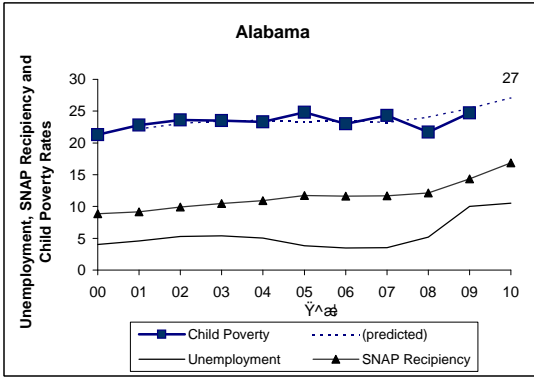 Alabama
Unemployment, SNAP Recipiency and
Child Poverty Rates
30
25
20
15
10
5
0
27
00 01 02 03 04 05 06 07 08 09 10
Child Poverty
(predicted)
Unemployment
SNAP Recipiency